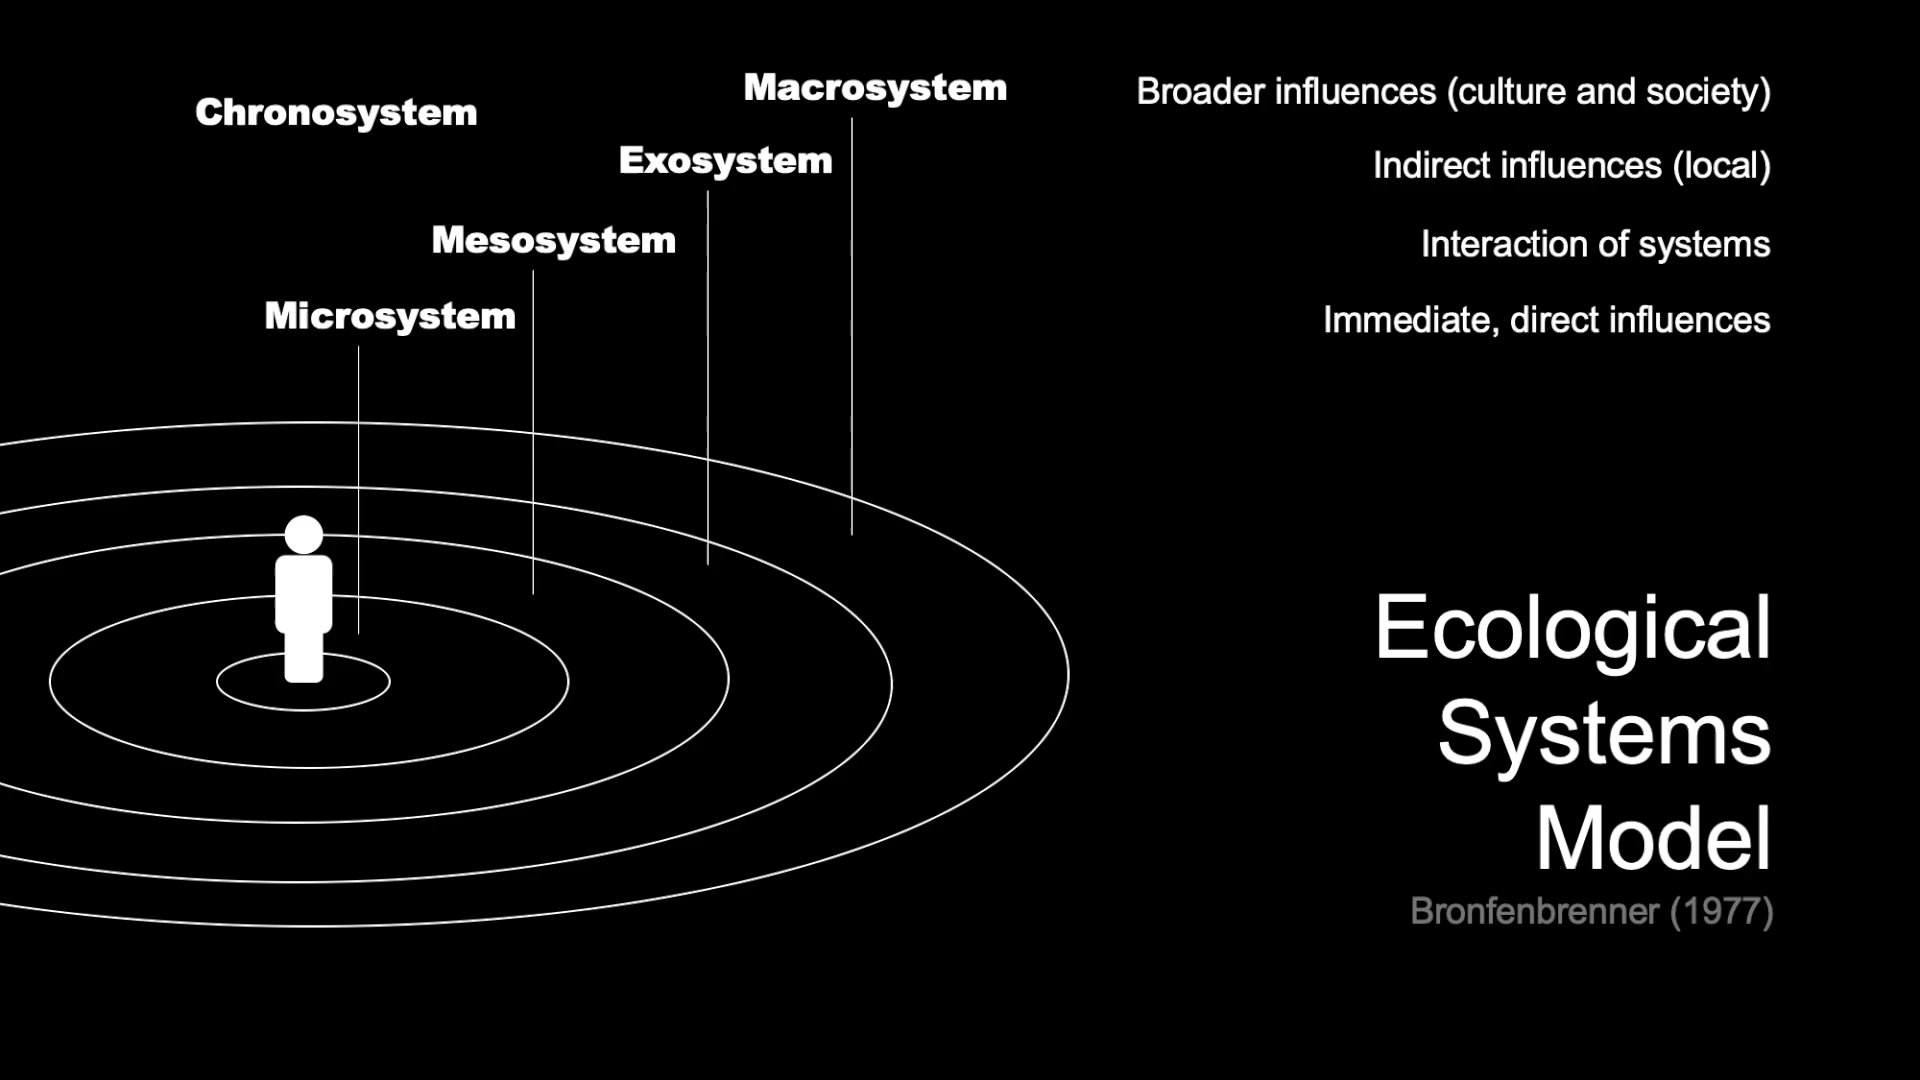 Chronosystem
Macrosystem
Broader influences (culture and society)
Exosystem
Indirect influences (local)
Mesosystem
Interaction of systems
Microsystem
Immediate, direct influences
Ecological
Systems
Model
Bronfenbrenner (1977)